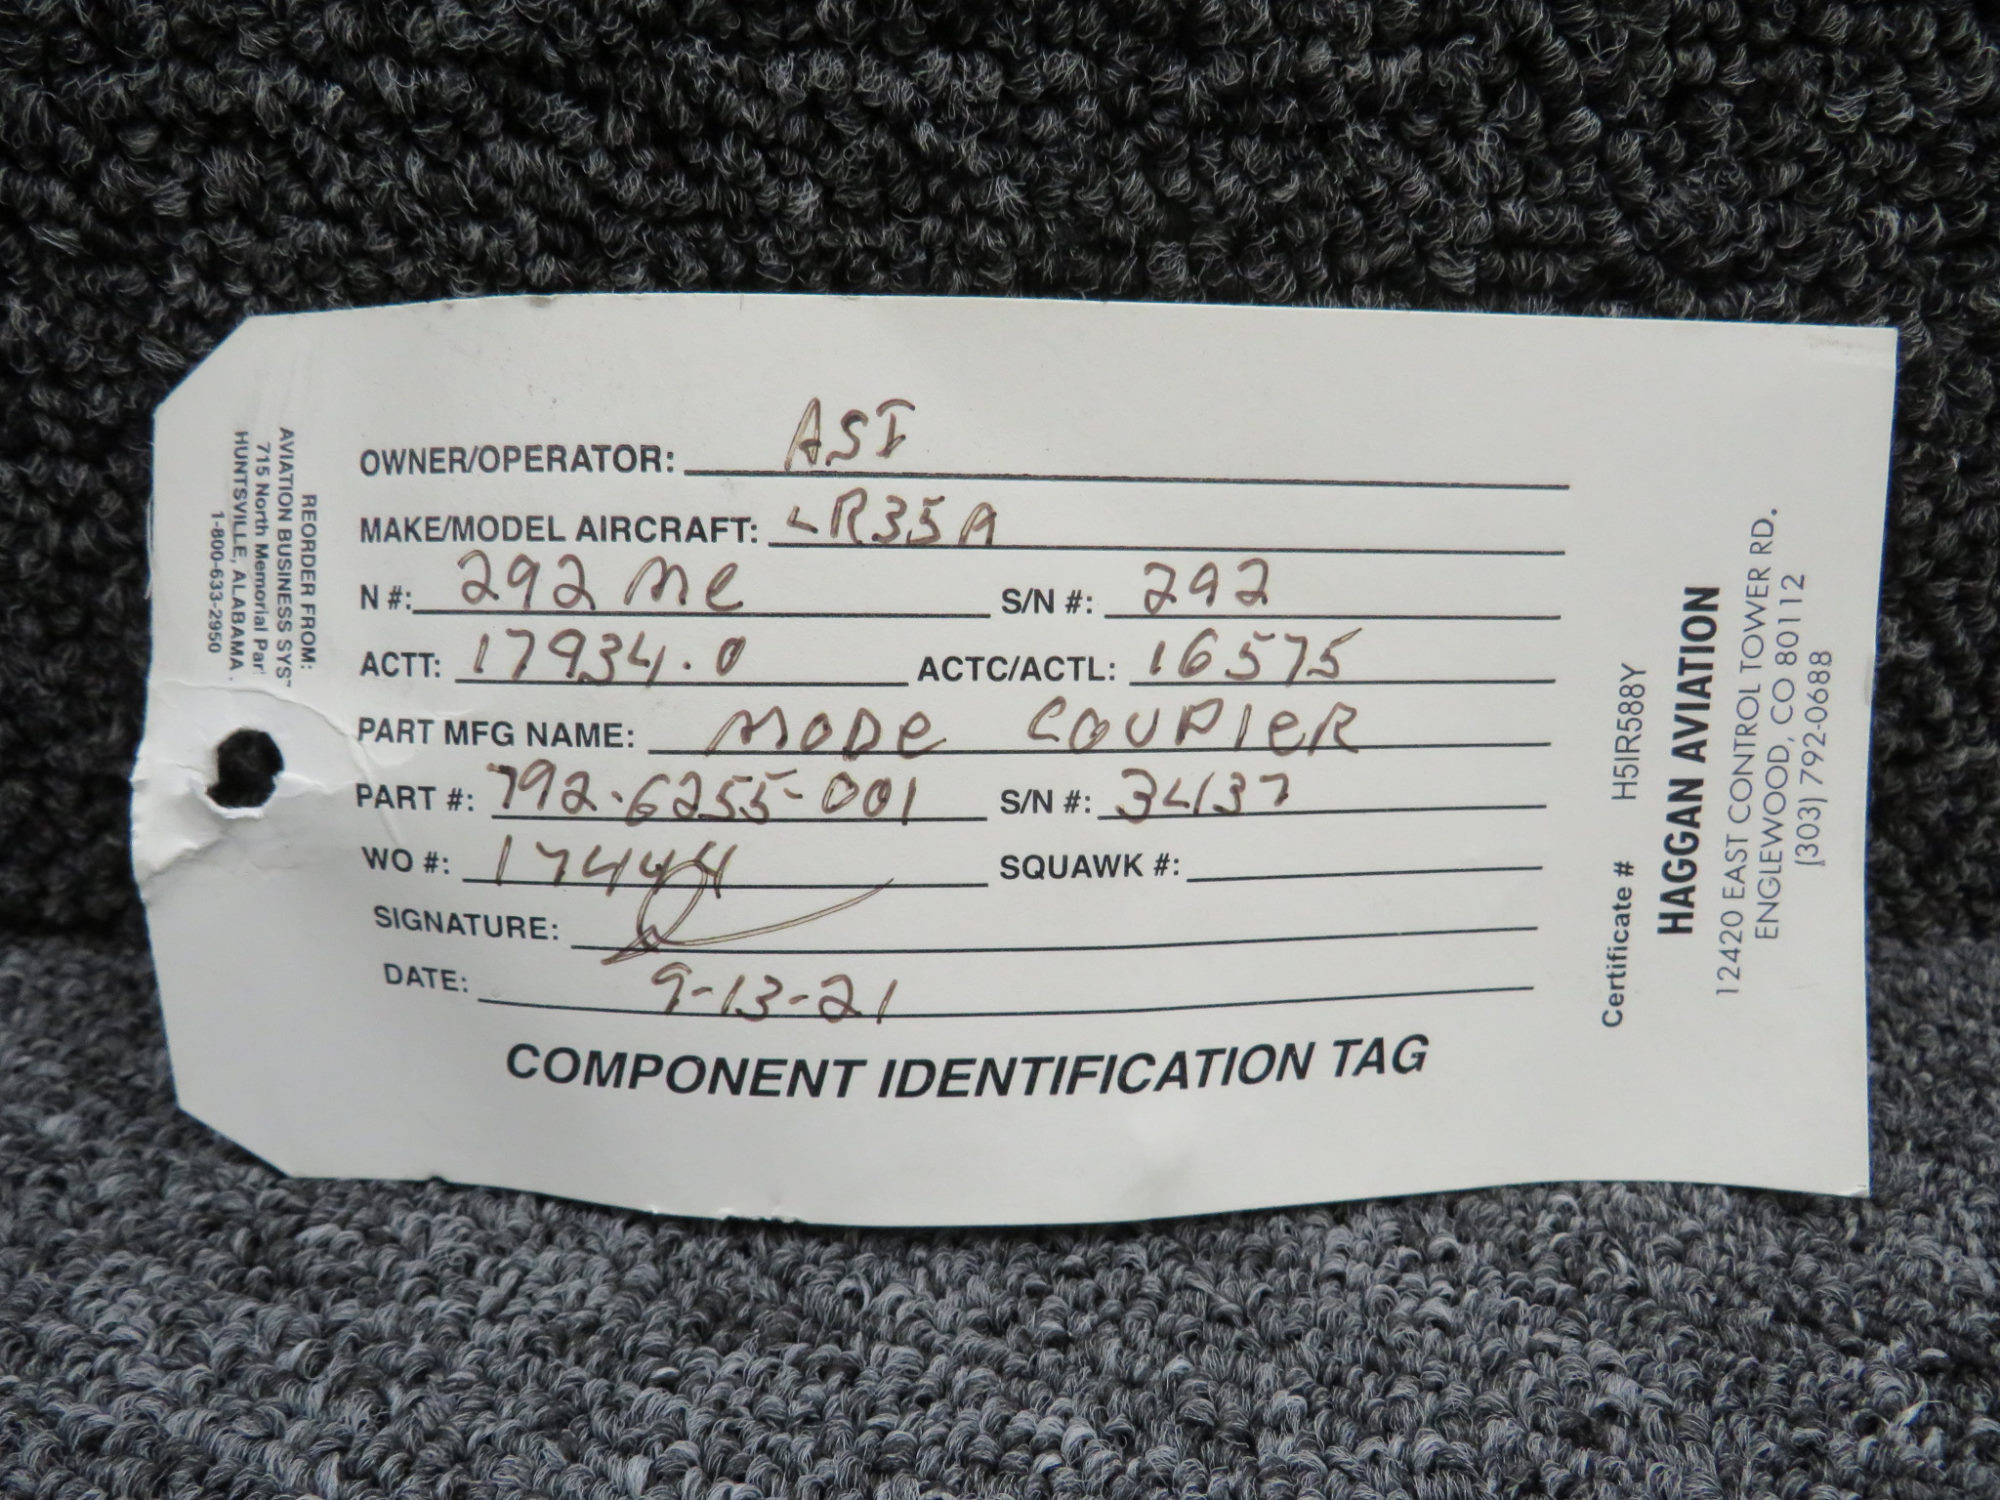 OWNER/OPERATOR: ASI
MAKE/MODEL AIRCRAFT: LR35A
N #: 292 Me S/N #: 292
ACTT: 17934.0 ACTC/ACTL: 16575
PART MFG NAME: MODe COUPleR
PART #: 792-6255-001 S/N #: 3437
WO #: 17444 SQUAWK #:
SIGNATURE:
DATE: 9-13-21
COMPONENT IDENTIFICATION TAG
REORDER FROM:
AVIATION BUSINESS SYST
715 North Memorial Par
HUNTSVILLE, ALABAMA
1-800-633-2950
Certificate # H5IR588Y
HAGGAN AVIATION
12420 EAST CONTROL TOWER RD.
ENGLEWOOD, CO 80112
(303) 792-0688